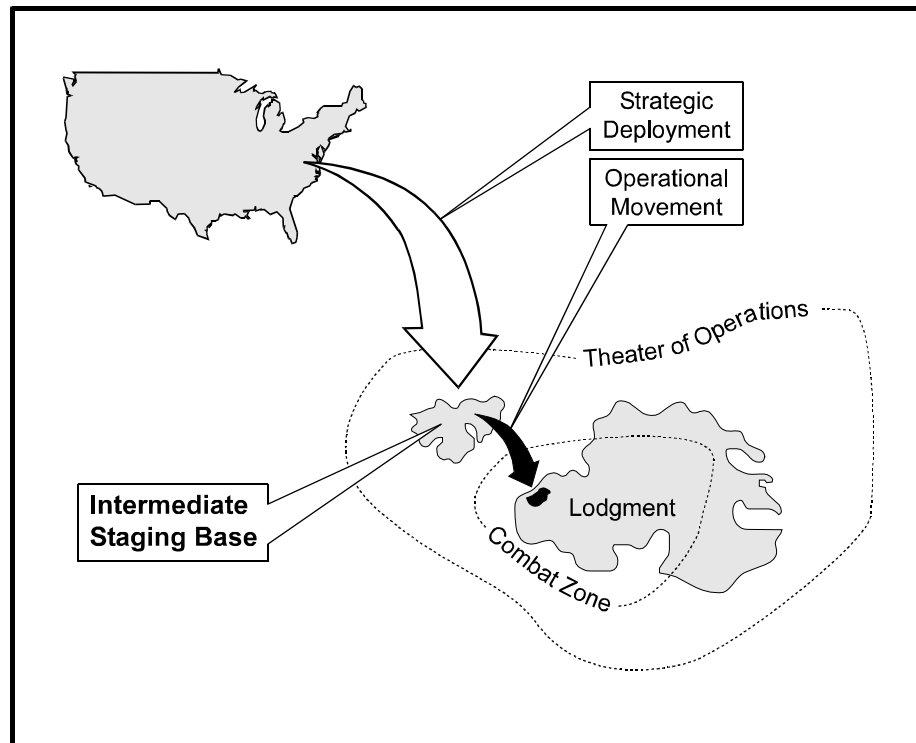 Strategic
Deployment
Operational
Movement
Theater of Operations
Intermediate
Staging Base
Lodgment
Combat Zone